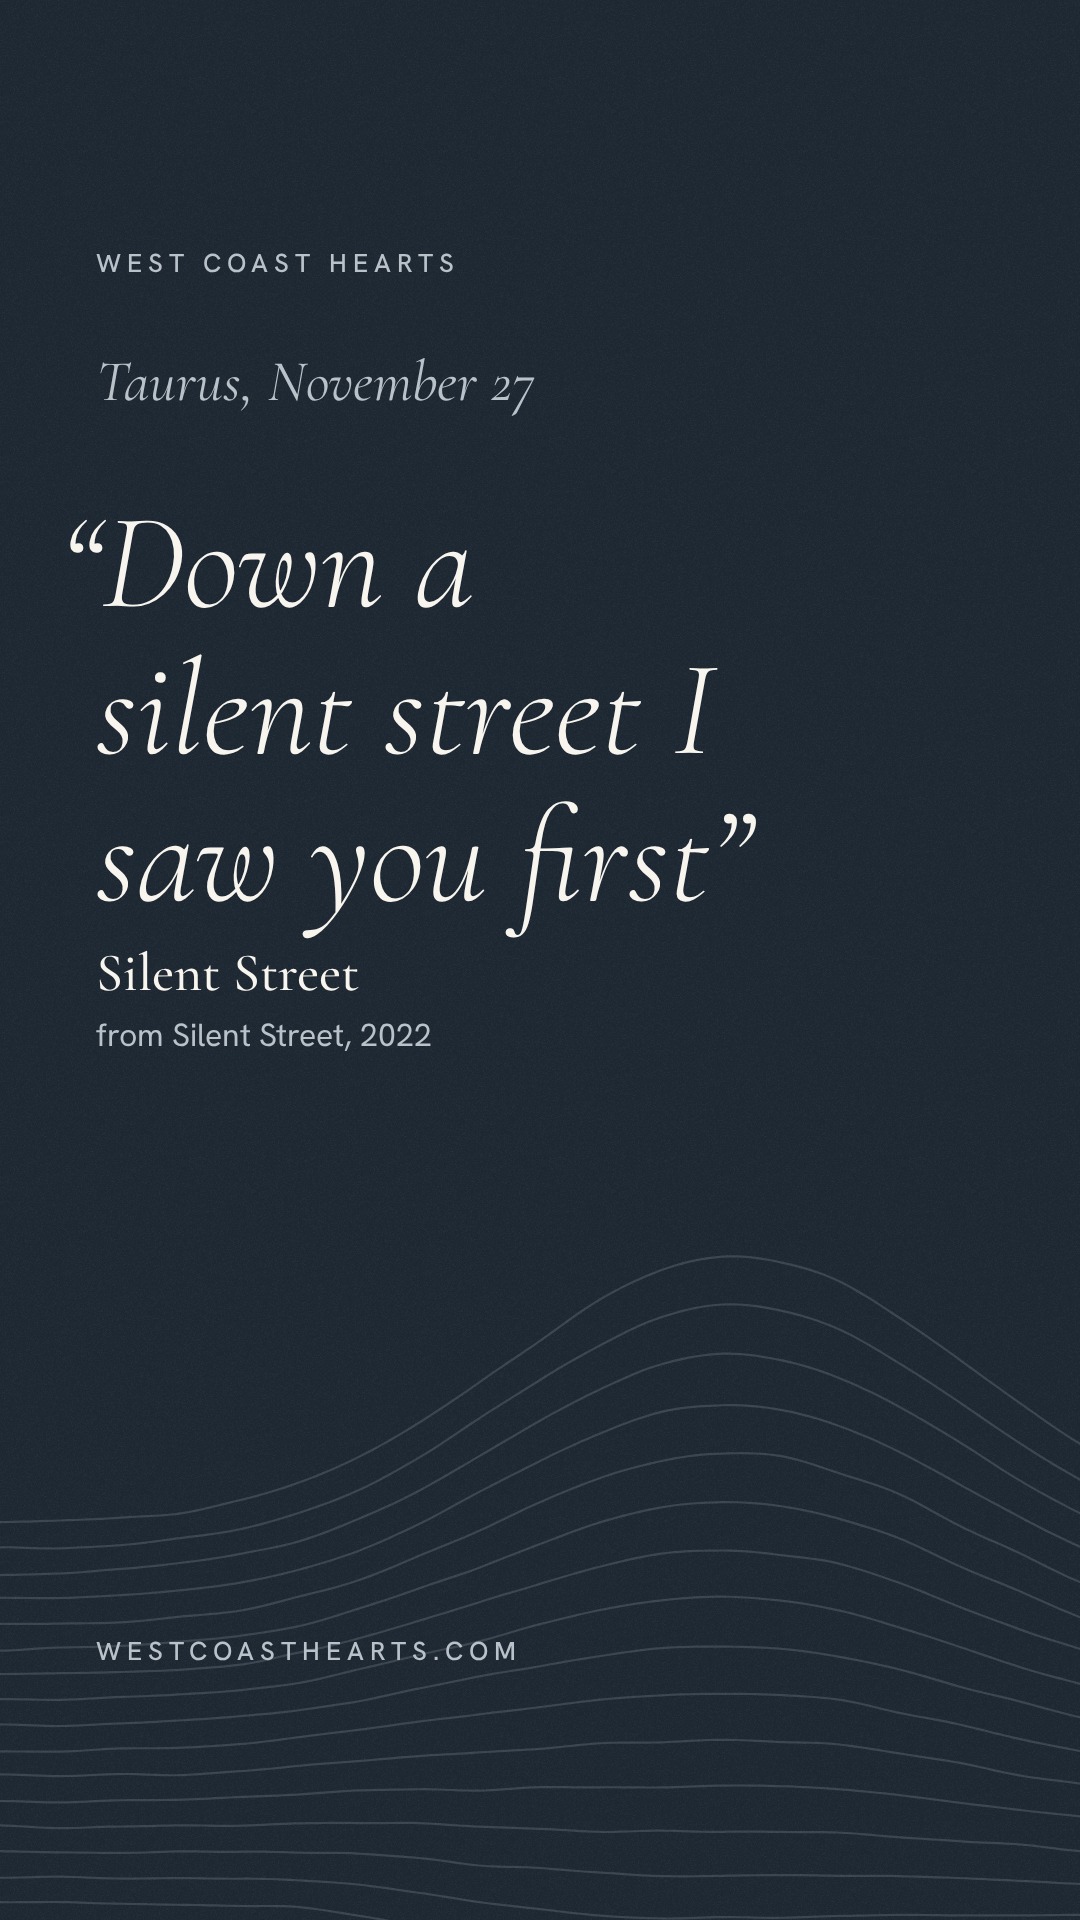 WEST COAST HEARTS
Taurus, November 27
“Down a
silent street I
saw you first”
Silent Street
from Silent Street, 2022
WESTCOASTHEARTS.COM